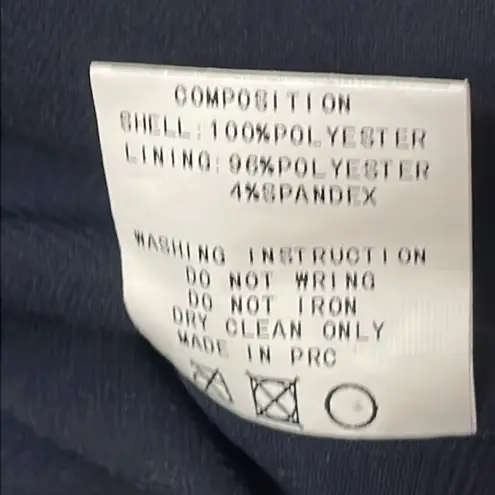 COMPOSITION
SHELL:100%POLYESTER
LINING:96%POLYESTER
4%SPANDEX
WASHING INSTRUCTION
DO NOT WRING
DO NOT IRON
DRY CLEAN ONLY
MADE IN PRC